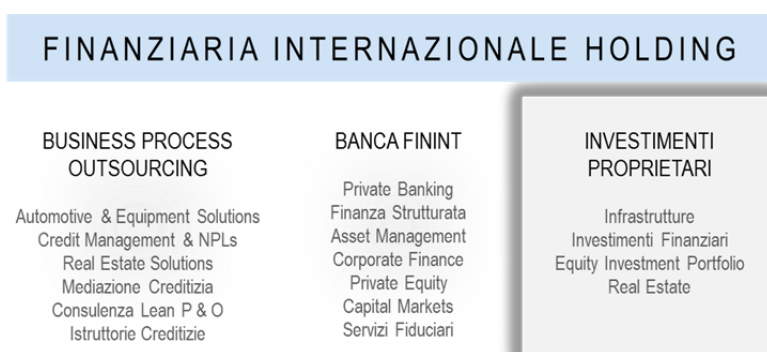 FINANZIARIA INTERNAZIONALE HOLDING
BUSINESS PROCESS
OUTSOURCING
Automotive & Equipment Solutions
Credit Management & NPLs
Real Estate Solutions
Mediazione Creditizia
Consulenza Lean P & O
Istruttorie Creditizie
BANCA FININT
Private Banking
Finanza Strutturata
Asset Management
Corporate Finance
Private Equity
Capital Markets
Servizi Fiduciari
INVESTIMENTI
PROPRIETARI
Infrastrutture
Investimenti Finanziari
Equity Investment Portfolio
Real Estate